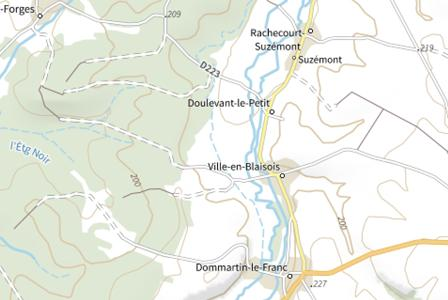 -Forges
209
Rachecourt-
Suzémont
219
Suzémont
D223
Doulevant-le-Petit
l'Étg Noir
Ville-en-Blaisois
200
200
Dommartin-le-Franc
227